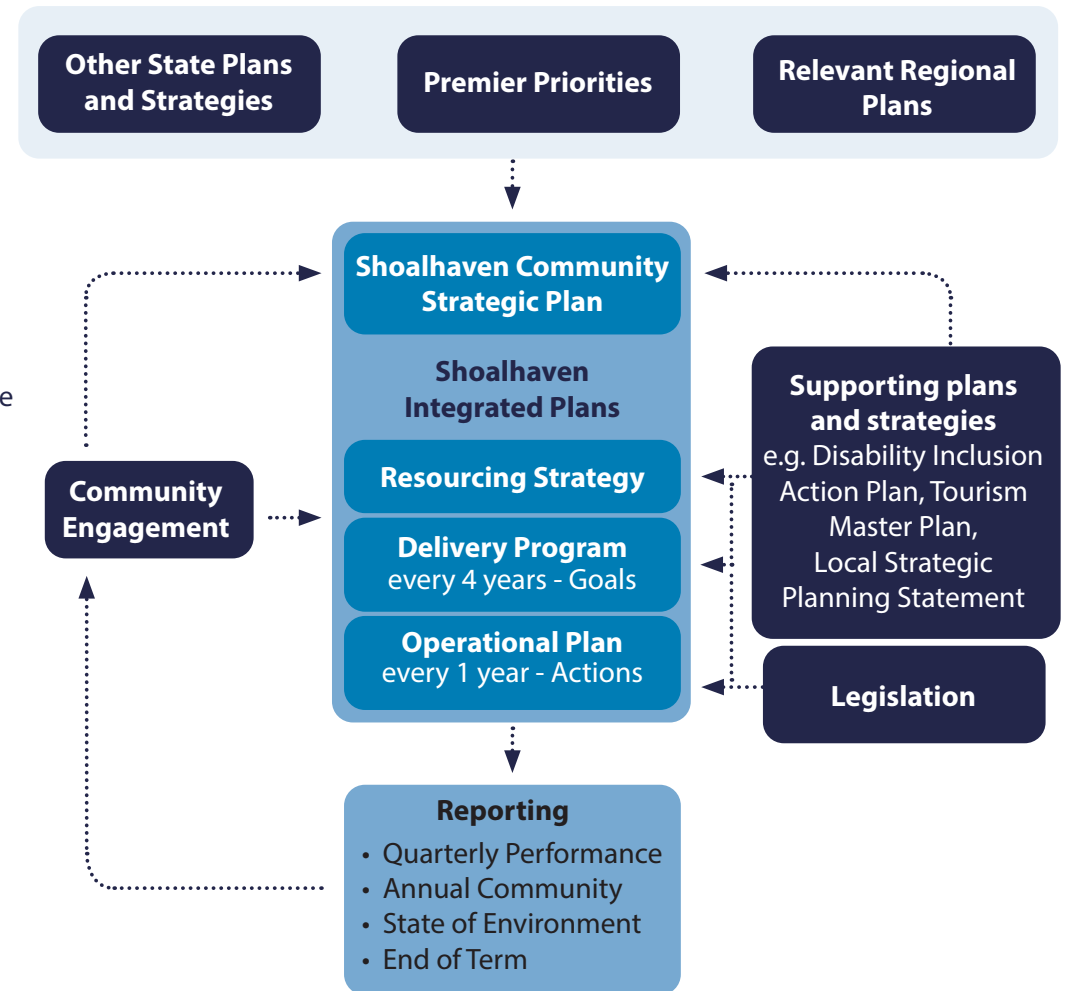 Other State Plans
and Strategies
Premier Priorities
Relevant Regional
Plans
Shoalhaven Community
Strategic Plan
Shoalhaven
Integrated Plans
Resourcing Strategy
Delivery Program
every 4 years - Goals
Operational Plan
every 1 year - Actions
e
Community
Engagement
Supporting plans
and strategies
e.g. Disability Inclusion
Action Plan, Tourism
Master Plan,
Local Strategic
Planning Statement
Legislation
Reporting
• Quarterly Performance
• Annual Community
• State of Environment
• End of Term